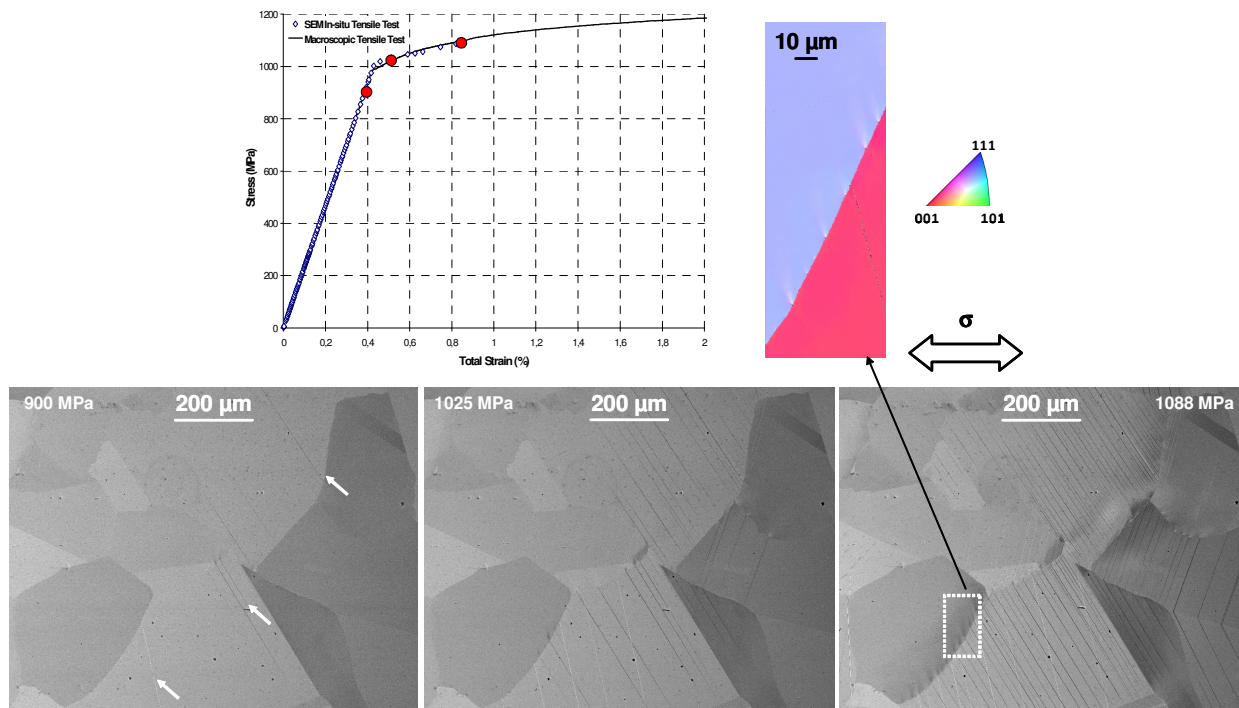 1200
1000
800
600
400
200
0
Stress (MPa)
SEM In-situ Tensile Test
Macroscopic Tensile Test
0 0,2 0,4 0,6 0,8 1 1,2 1,4 1,6 1,8 2
Total Strain (%)
10 µm
111
001 101
σ
900 MPa 200 µm
1025 MPa 200 µm
200 µm 1088 MPa